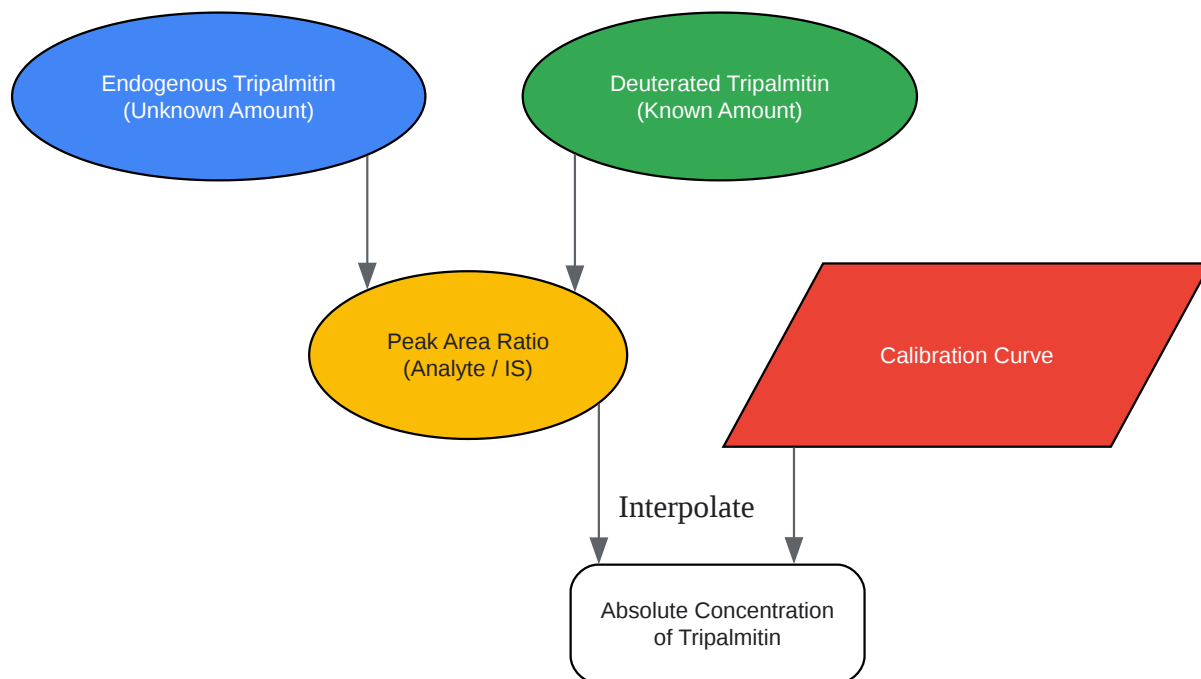 Endogenous Tripalmitin
(Unknown Amount)
Deuterated Tripalmitin
(Known Amount)
Peak Area Ratio
(Analyte / IS)
Calibration Curve
Interpolate
Absolute Concentration
of Tripalmitin